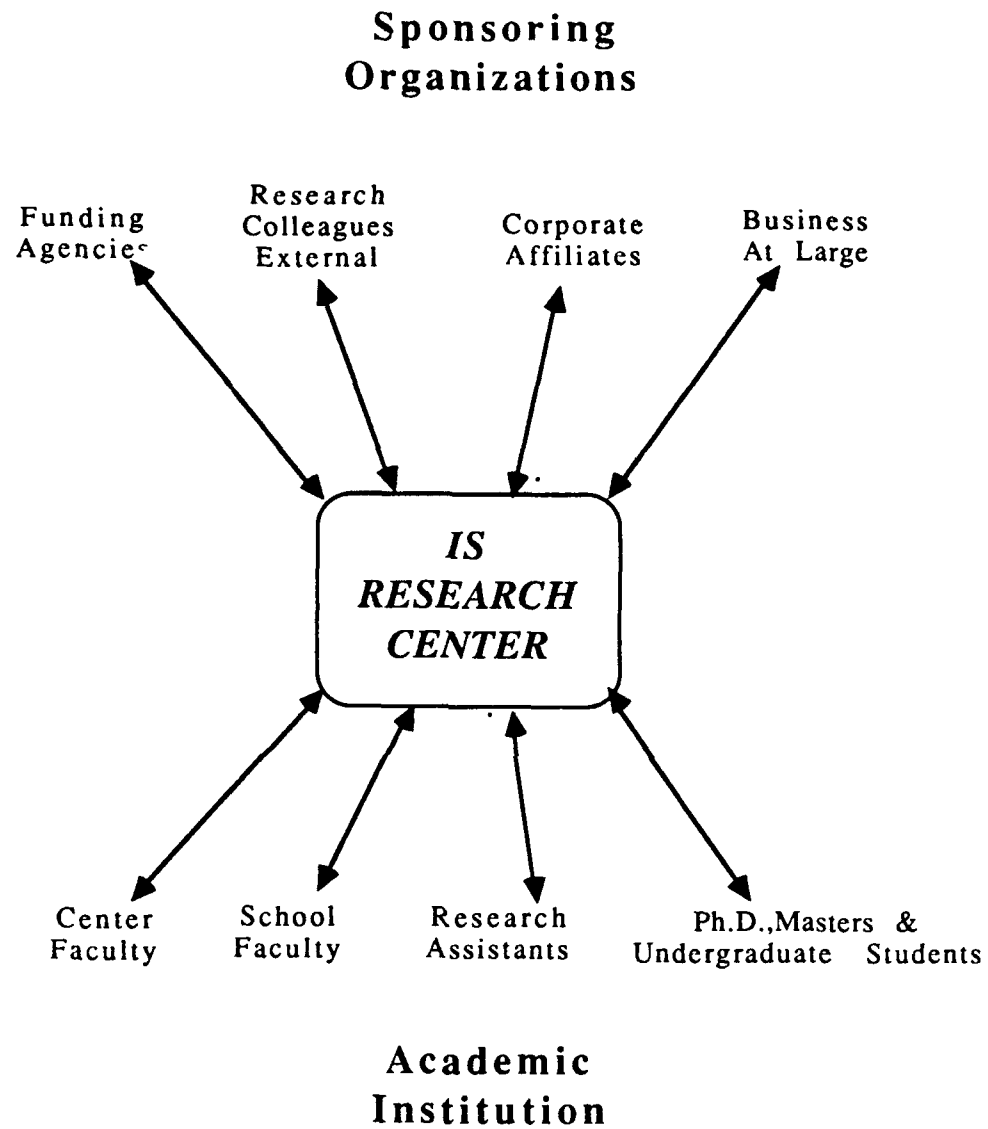 Sponsoring
Organizations
Funding
Agencies
Research
Colleagues
External
Corporate
Affiliates
Business
At Large
IS
RESEARCH
CENTER
Center
Faculty
School
Faculty
Research
Assistants
Ph.D.,Masters &
Undergraduate Students
Academic
Institution